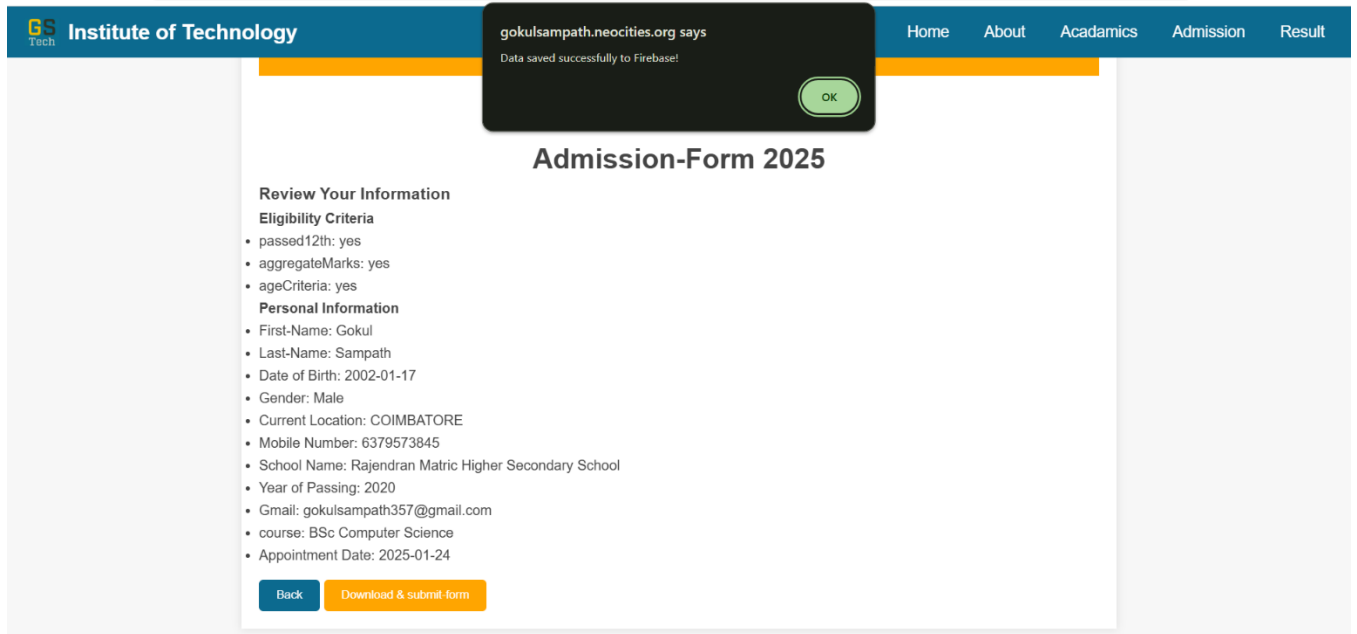 GS
Tech
Institute of Technology
Home About Acadamics Admission Result
gokulsampath.neocities.org says
Data saved successfully to Firebase!
OK
Admission-Form 2025
Review Your Information
Eligibility Criteria
• passed12th: yes
• aggregateMarks: yes
• ageCriteria: yes
Personal Information
• First-Name: Gokul
• Last-Name: Sampath
• Date of Birth: 2002-01-17
• Gender: Male
• Current Location: COIMBATORE
• Mobile Number: 6379573845
• School Name: Rajendran Matric Higher Secondary School
• Year of Passing: 2020
• Gmail: gokulsampath357@gmail.com
• course: BSc Computer Science
• Appointment Date: 2025-01-24
Back Download & submit-form